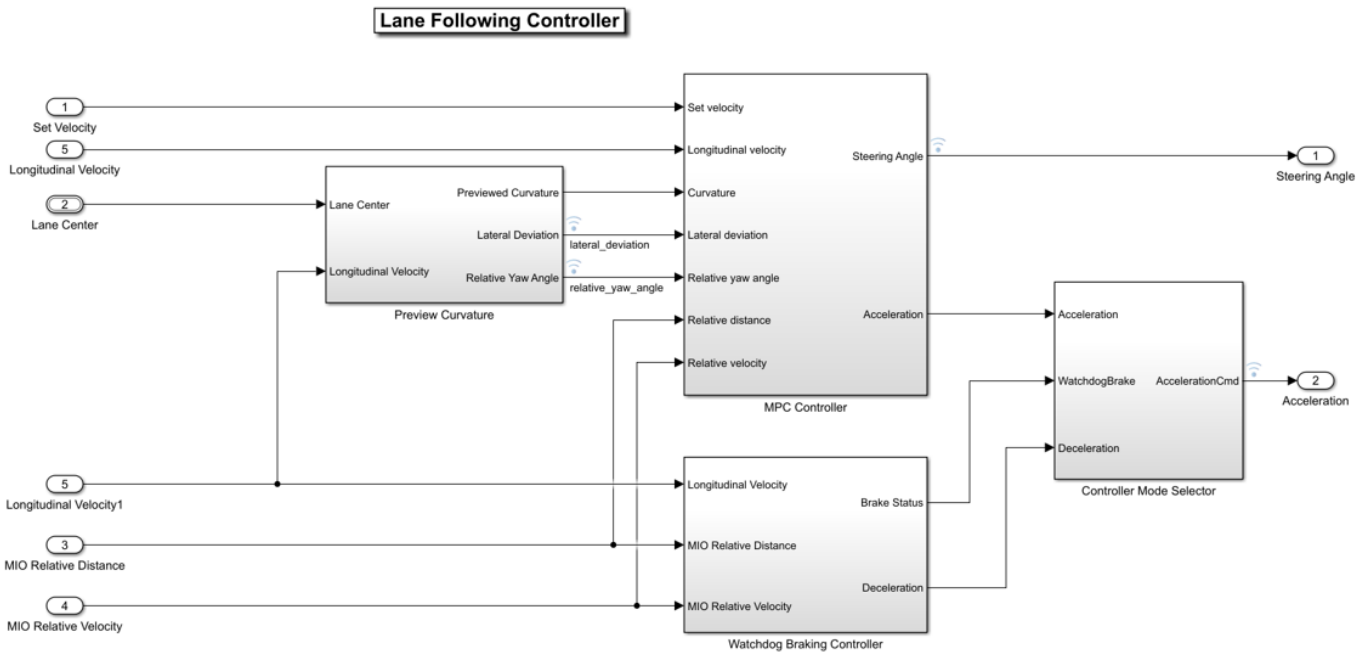 Lane Following Controller
1
Set Velocity
5
Longitudinal Velocity
2
Lane Center
Lane Center
Longitudinal Velocity
Previewed Curvature
Lateral Deviation
Relative Yaw Angle
Preview Curvature
lateral_deviation
relative_yaw_angle
Set velocity
Longitudinal velocity
Curvature
Lateral deviation
Relative yaw angle
Relative distance
Relative velocity
Steering Angle
Acceleration
MPC Controller
1
Steering Angle
Acceleration
WatchdogBrake
Deceleration
AccelerationCmd
Controller Mode Selector
2
Acceleration
5
Longitudinal Velocity1
3
MIO Relative Distance
4
MIO Relative Velocity
Longitudinal Velocity
MIO Relative Distance
MIO Relative Velocity
Brake Status
Deceleration
Watchdog Braking Controller